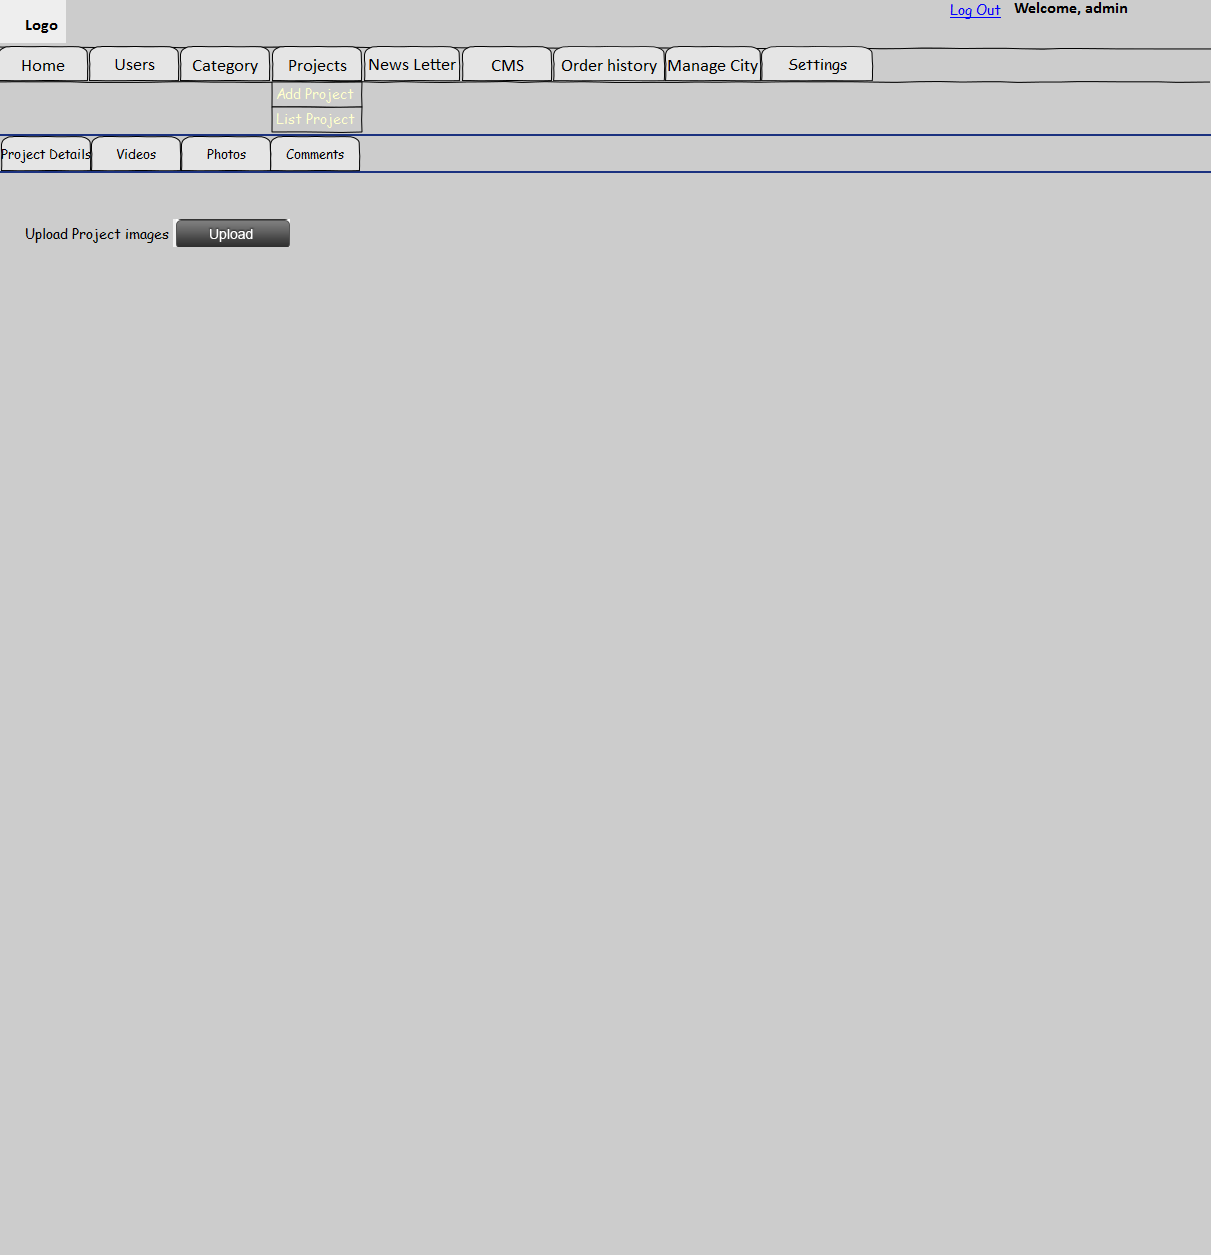 Logo
Log Out Welcome, admin
Home Users Category Projects News Letter CMS Order history Manage City Settings
Add Project
List Project
Project Details Videos Photos Comments
Upload Project images Upload